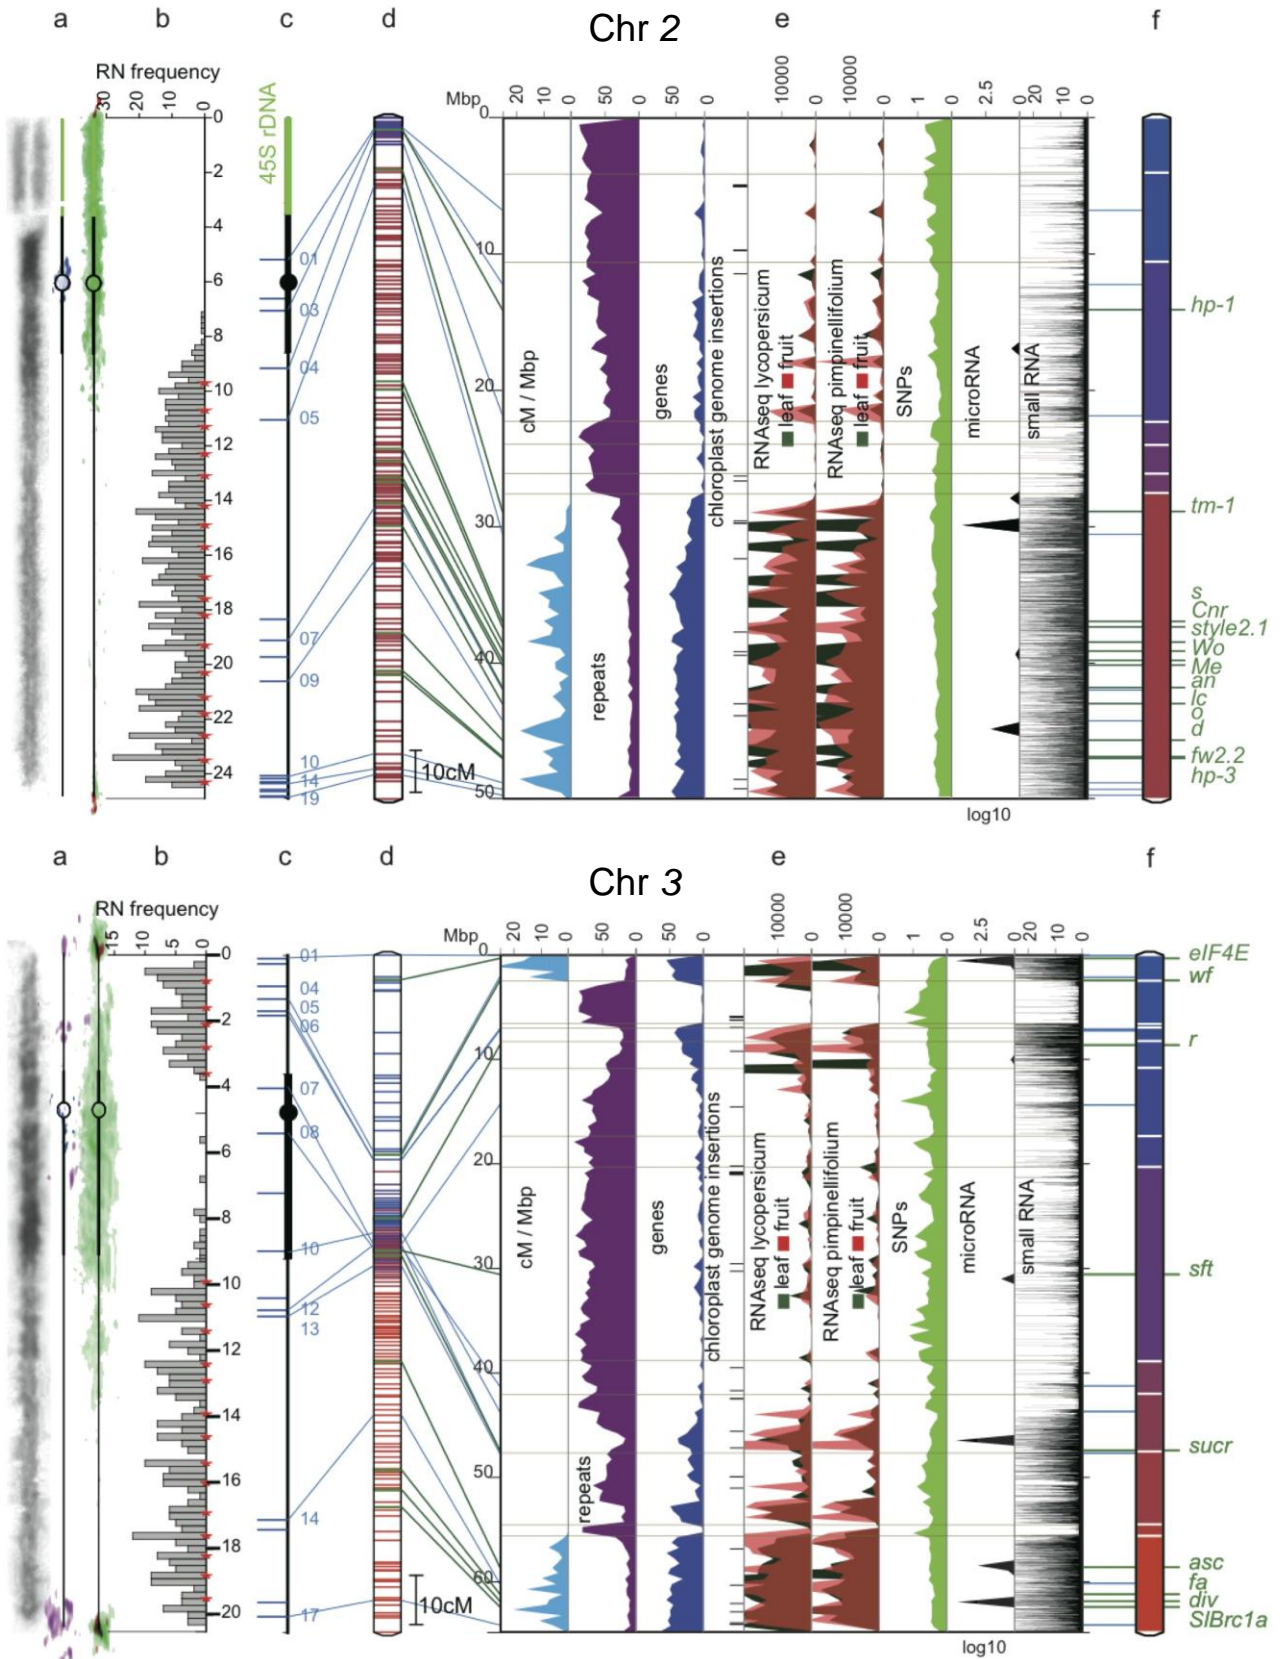 a b c d Chr 2 e f
RN frequency
30 20 10 0
45S rDNA
Mbp 20 10 0 50 0 50 0 10000 0 10000 0 1 0 2.5 0 20 10 0
0
2
4
6
8
10
12
14
16
18
20
22
24
01
03
04
05
07
09
10
14
19
10cM
0
10
20
30
40
50
cM / Mbp
repeats
genes
chloroplast genome insertions
RNAseq lycopersicum
leaf fruit
RNAseq pimpinellifolium
leaf fruit
SNPs
microRNA
small RNA
log10
hp-1
tm-1
s
Cnr
style2.1
Wo
Me
an
lc
o
d
fw2.2
hp-3
a b c d Chr 3 e f
RN frequency
15 10 5 0
Mbp 20 10 0 50 0 50 0 10000 0 10000 0 1 0 2.5 0 20 10 0
0
2
4
6
8
10
12
14
16
18
20
01
04
05
06
07
08
10
12
13
14
17
10cM
0
10
20
30
40
50
60
cM / Mbp
repeats
genes
chloroplast genome insertions
RNAseq lycopersicum
leaf fruit
RNAseq pimpinellifolium
leaf fruit
SNPs
microRNA
small RNA
log10
eIF4E
wf
r
sft
sucr
asc
fa
div
SlBrc1a